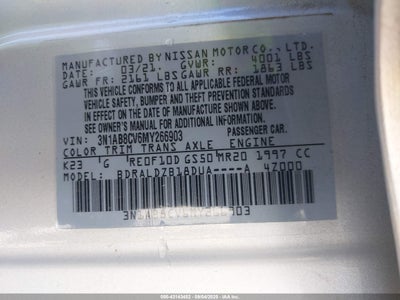 MANUFACTURED BY NISSAN MOTOR CO., LTD.
DATE: 03/21. GVWR: 4001 LBS
GAWR FR: 2161 LBS GAWR RR: 1863 LBS
THIS VEHICLE CONFORMS TO ALL APPLICABLE FEDERAL MOTOR
VEHICLE SAFETY, BUMPER AND THEFT PREVENTION STANDARDS
IN EFFECT ON THE DATE OF MANUFACTURE SHOWN ABOVE.
SEE OWNER'S MANUAL FOR ADDITIONAL INFORMATION.
VIN: 3N1AB8CV6MY266903 PASSENGER CAR.
COLOR TRIM TRANS AXLE ENGINE
K23 G RE0F10D GS50 MR20 1997 CC
MODEL: BDRALDZB18DUA----A 4Z000
3N1AB8CV6MY266903